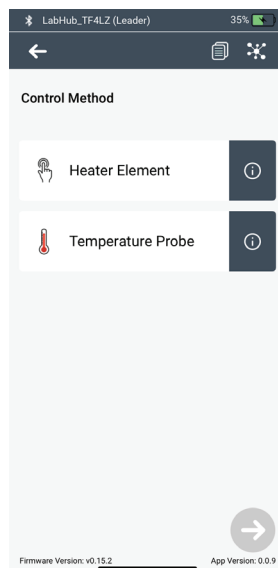 LabHub_TF4LZ (Leader) 35%
Control Method
Heater Element
Temperature Probe
Firmware Version: v0.15.2 App Version: 0.0.9